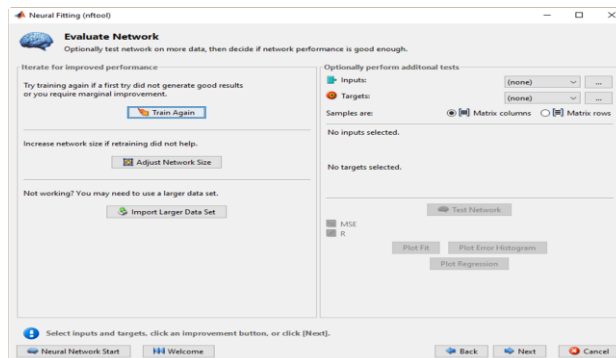 Neural Fitting (nftool)
Evaluate Network
Optionally test network on more data, then decide if network performance is good enough.
Iterate for improved performance
Try training again if a first try did not generate good results
or you require marginal improvement.
Train Again
Increase network size if retraining did not help.
Adjust Network Size
Not working? You may need to use a larger data set.
Import Larger Data Set
Optionally perform additonal tests
Inputs: (none) ...
Targets: (none) ...
Samples are: Matrix columns Matrix rows
No inputs selected.
No targets selected.
Test Network
MSE
R
Plot Fit Plot Error Histogram
Plot Regression
Select inputs and targets, click an improvement button, or click [Next].
Neural Network Start Welcome Back Next Cancel